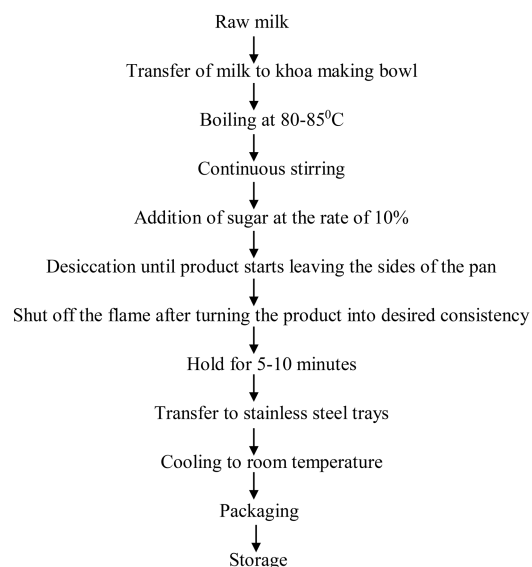 Raw milk
Transfer of milk to khoa making bowl
Boiling at 80-85⁰C
Continuous stirring
Addition of sugar at the rate of 10%
Desiccation until product starts leaving the sides of the pan
Shut off the flame after turning the product into desired consistency
Hold for 5-10 minutes
Transfer to stainless steel trays
Cooling to room temperature
Packaging
Storage